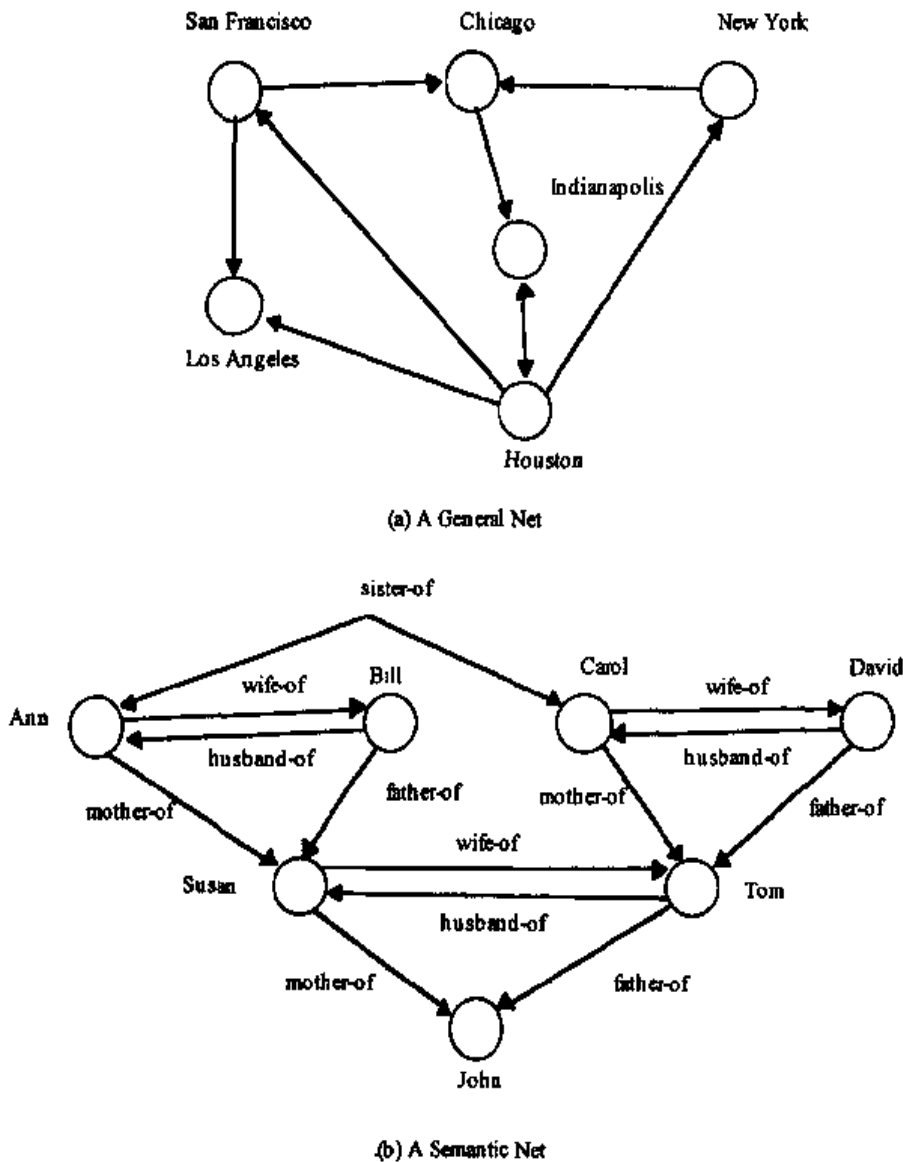 San Francisco Chicago New York
Indianapolis
Los Angeles
Houston
(a) A General Net
sister-of
Ann wife-of Bill Carol wife-of David
husband-of husband-of
mother-of father-of mother-of father-of
Susan wife-of Tom
husband-of
mother-of father-of
John
.(b) A Semantic Net